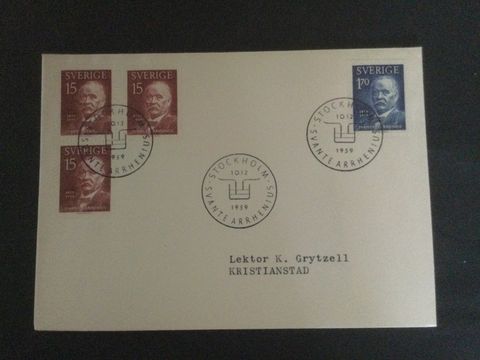 SVERIGE
15
SVERIGE
15
15
SVERIGE
1.70
STOCKHOLM
10.12
1959
SVANTE ARRHENIUS
STOCKHOLM
10.12
1959
SVANTE ARRHENIUS
STOCKHOLM
10.12
1959
SVANTE ARRHENIUS
Lektor K. Grytzell
KRISTIANSTAD